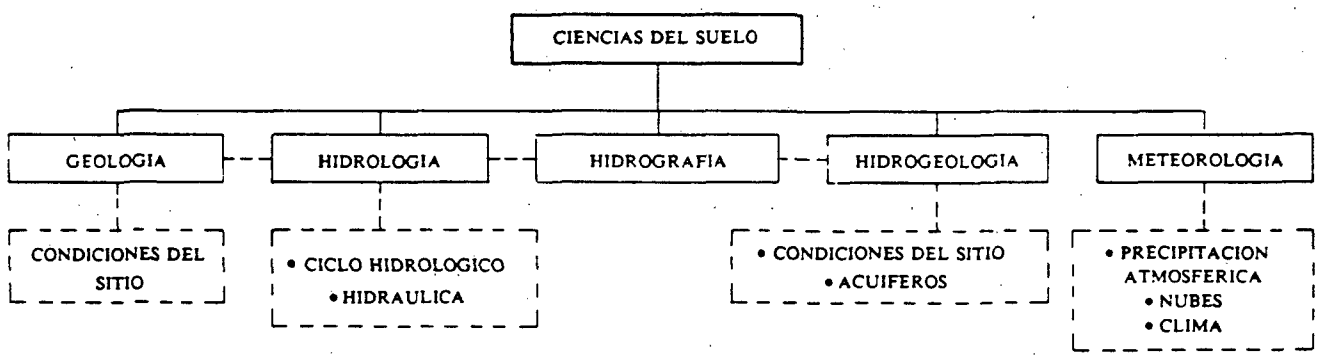 CIENCIAS DEL SUELO
GEOLOGIA
HIDROLOGIA
HIDROGRAFIA
HIDROGEOLOGIA
METEOROLOGIA
CONDICIONES DEL
SITIO
• CICLO HIDROLOGICO
• HIDRAULICA
• CONDICIONES DEL SITIO
• ACUIFEROS
• PRECIPITACION
ATMOSFERICA
• NUBES
• CLIMA